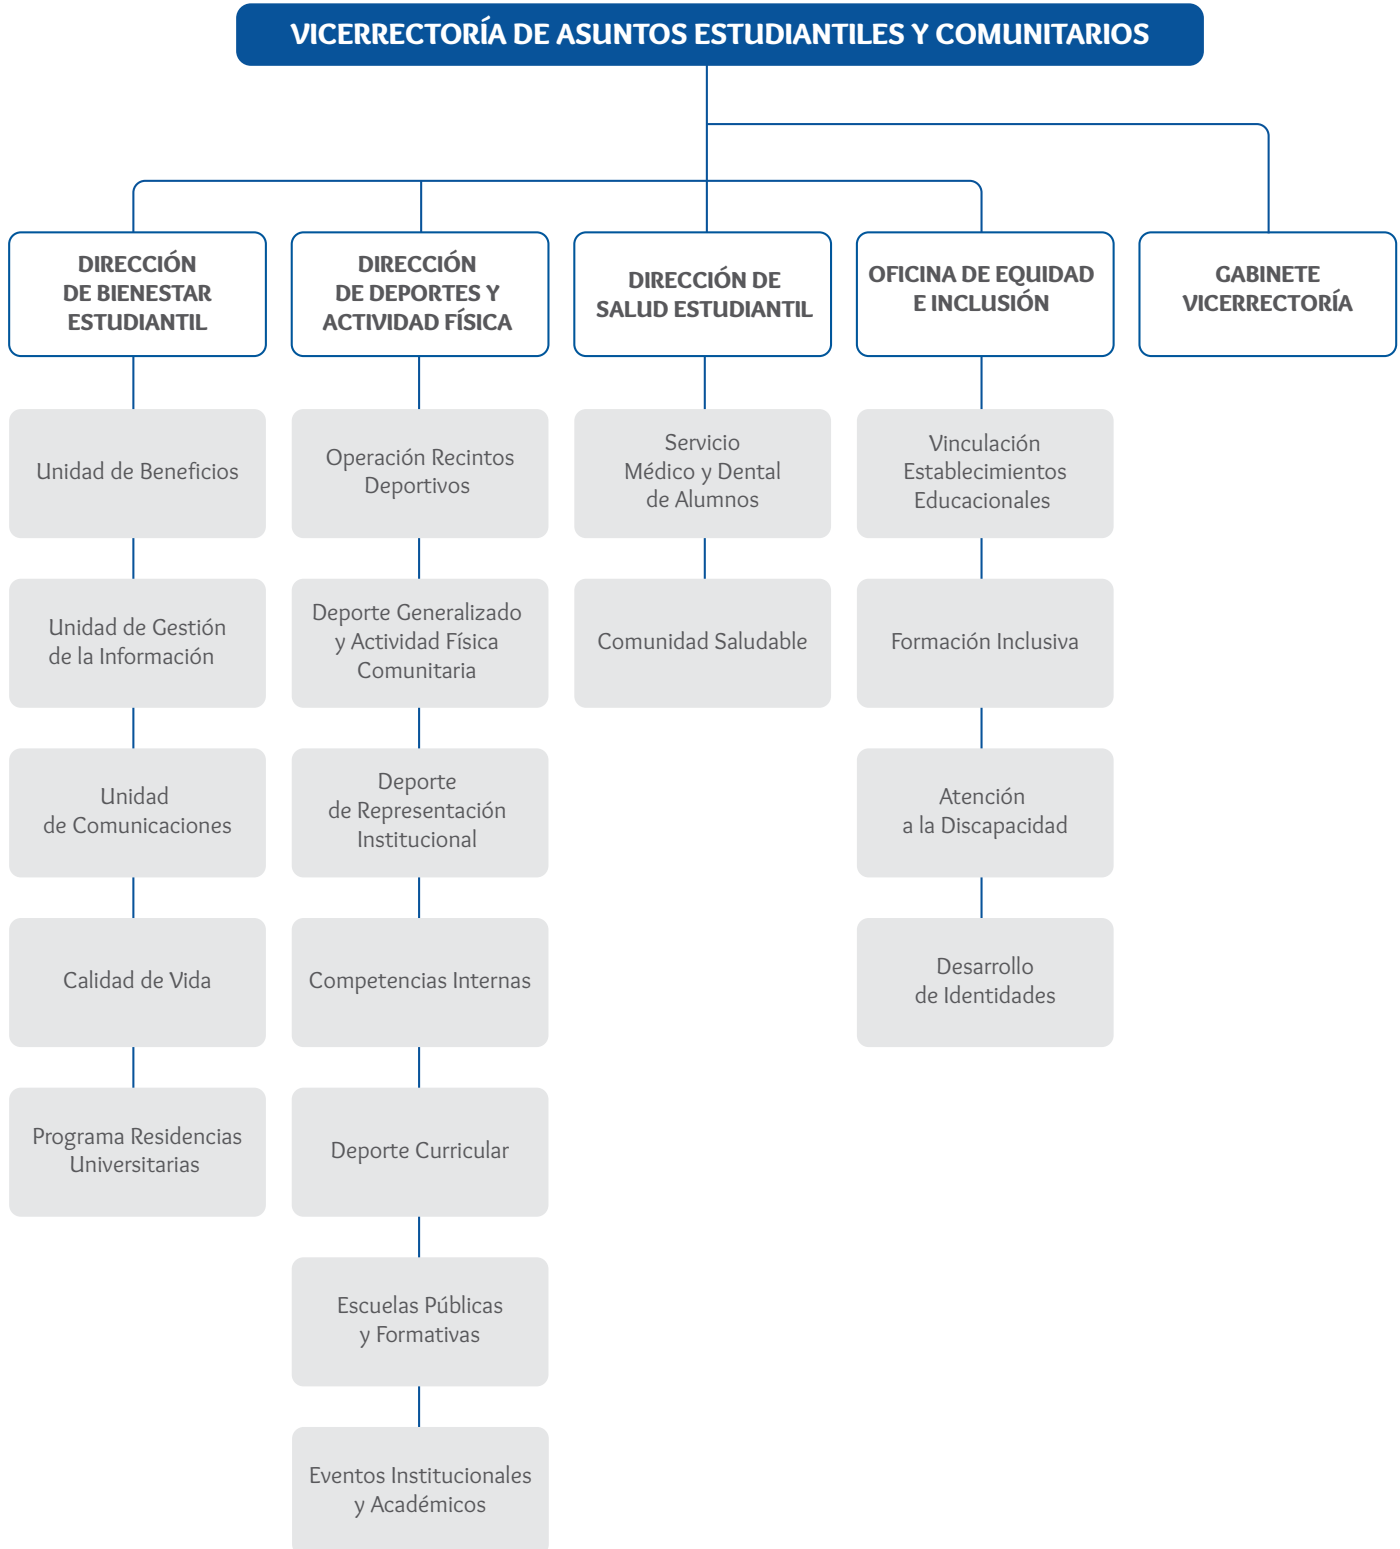 VICERRECTORÍA DE ASUNTOS ESTUDIANTILES Y COMUNITARIOS
DIRECCIÓN
DE BIENESTAR
ESTUDIANTIL
Unidad de Beneficios
Unidad de Gestión
de la Información
Unidad
de Comunicaciones
Calidad de Vida
Programa Residencias
Universitarias
DIRECCIÓN
DE DEPORTES Y
ACTIVIDAD FÍSICA
Operación Recintos
Deportivos
Deporte Generalizado
y Actividad Física
Comunitaria
Deporte
de Representación
Institucional
Competencias Internas
Deporte Curricular
Escuelas Públicas
y Formativas
Eventos Institucionales
y Académicos
DIRECCIÓN DE
SALUD ESTUDIANTIL
Servicio
Médico y Dental
de Alumnos
Comunidad Saludable
OFICINA DE EQUIDAD
E INCLUSIÓN
Vinculación
Establecimientos
Educacionales
Formación Inclusiva
Atención
a la Discapacidad
Desarrollo
de Identidades
GABINETE
VICERRECTORÍA